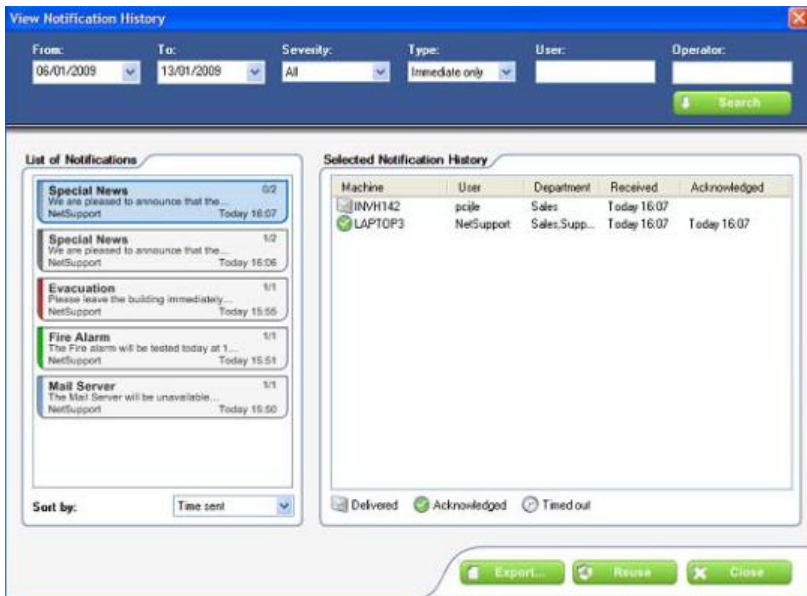 View Notification History
From: To: Severity: Type: User: Operator:
06/01/2009 13/01/2009 All Immediate only
Search
List of Notifications
Special News 0/2
We are pleased to announce that the...
NetSupport Today 16:07
Special News 1/2
We are pleased to announce that the...
NetSupport Today 16:06
Evacuation 1/1
Please leave the building immediately...
NetSupport Today 15:55
Fire Alarm 1/1
The Fire alarm will be tested today at 1...
NetSupport Today 15:51
Mail Server 1/1
The Mail Server will be unavailable...
NetSupport Today 15:50
Sort by: Time sent
Selected Notification History
Machine User Department Received Acknowledged
INVH142 pcijle Sales Today 16:07
LAPTOP3 NetSupport Sales,Supp... Today 16:07 Today 16:07
Delivered Acknowledged Timed out
Export... Reuse Close